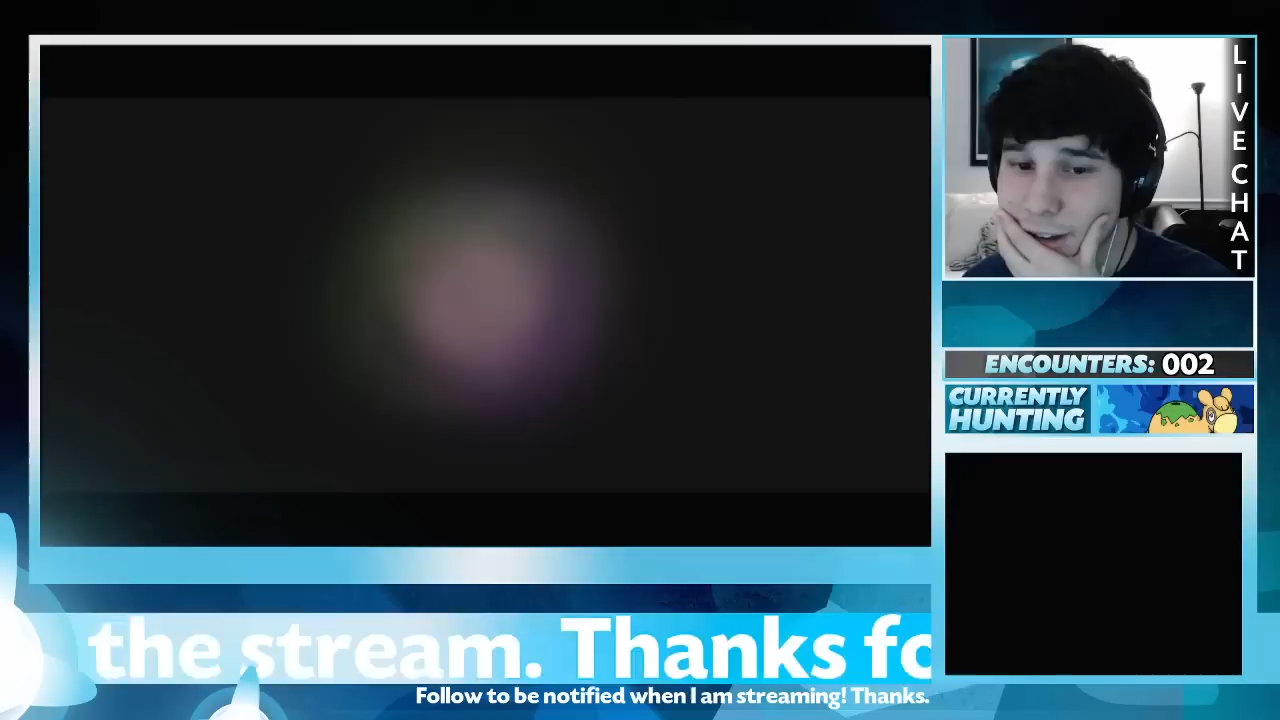 LIVE CHAT
ENCOUNTERS: 002
CURRENTLY
HUNTING
the stream. Thanks fo
Follow to be notified when I am streaming! Thanks.